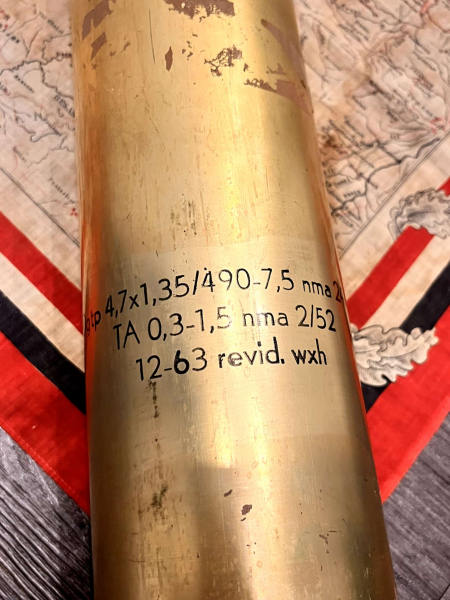 4,7x1,35/490-7,5 nma
TA 0,3-1,5 nma 2/52
12-63 revid. wxh